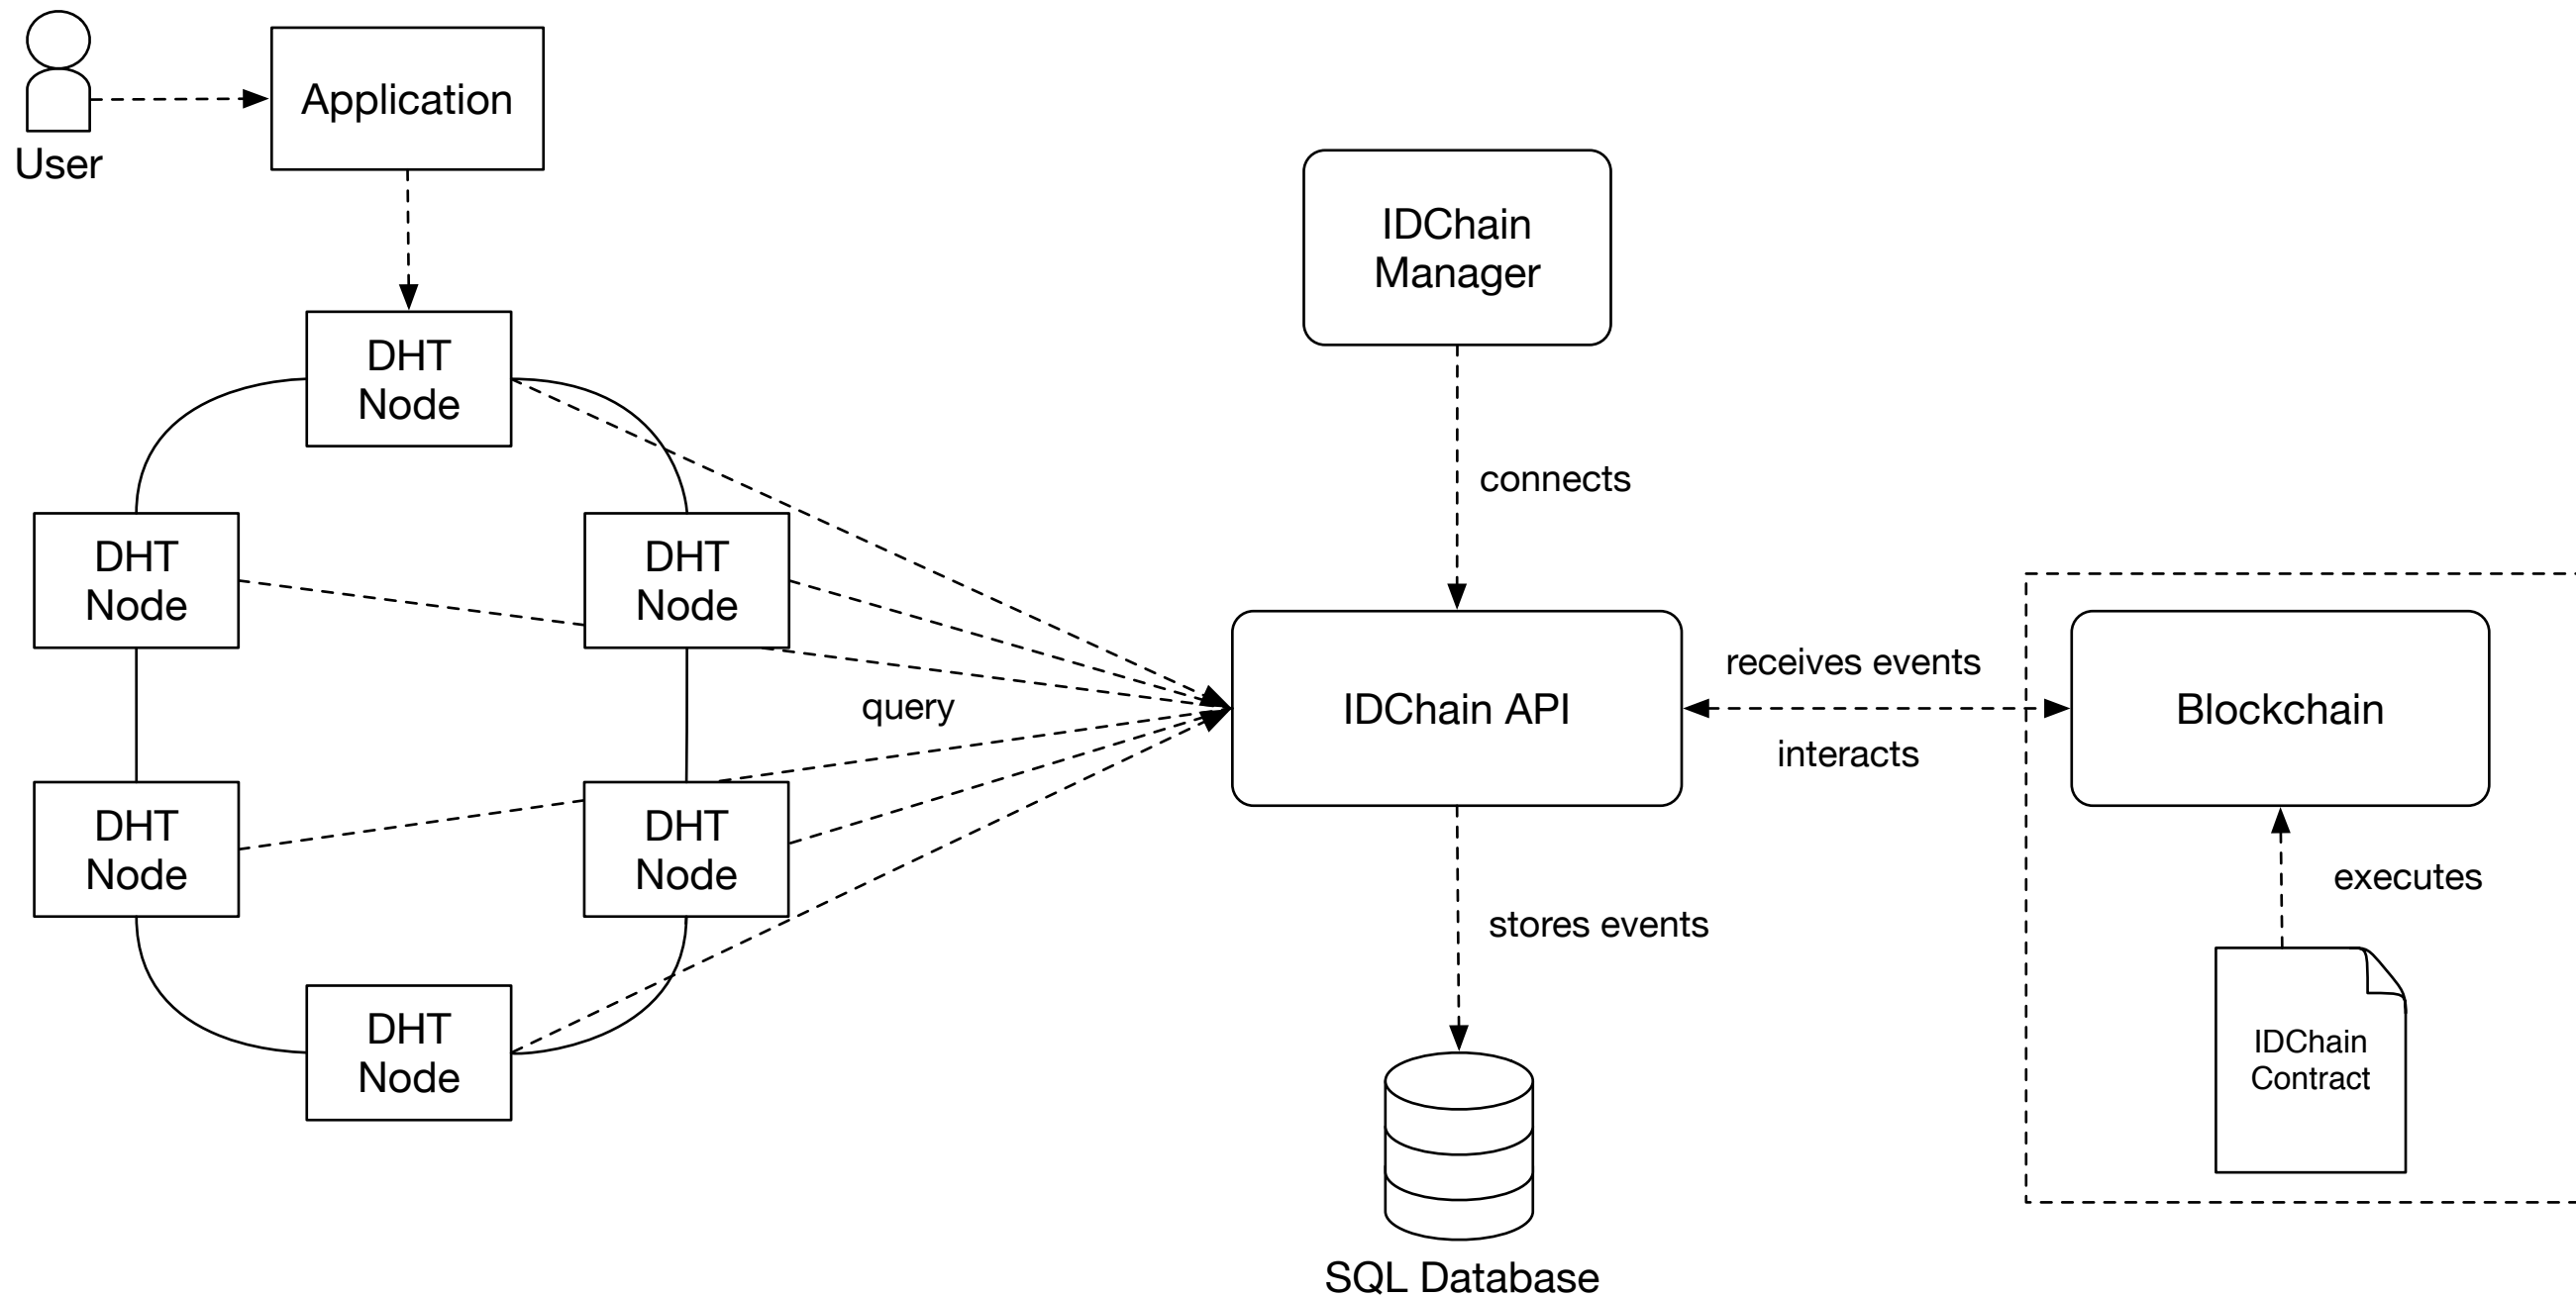 Application
User
IDChain
Manager
DHT
Node
connects
DHT
Node
DHT
Node
receives events
query
IDChain API
Blockchain
interacts
DHT
Node
DHT
Node
executes
stores events
DHT
Node
IDChain
Contract
SQL Database